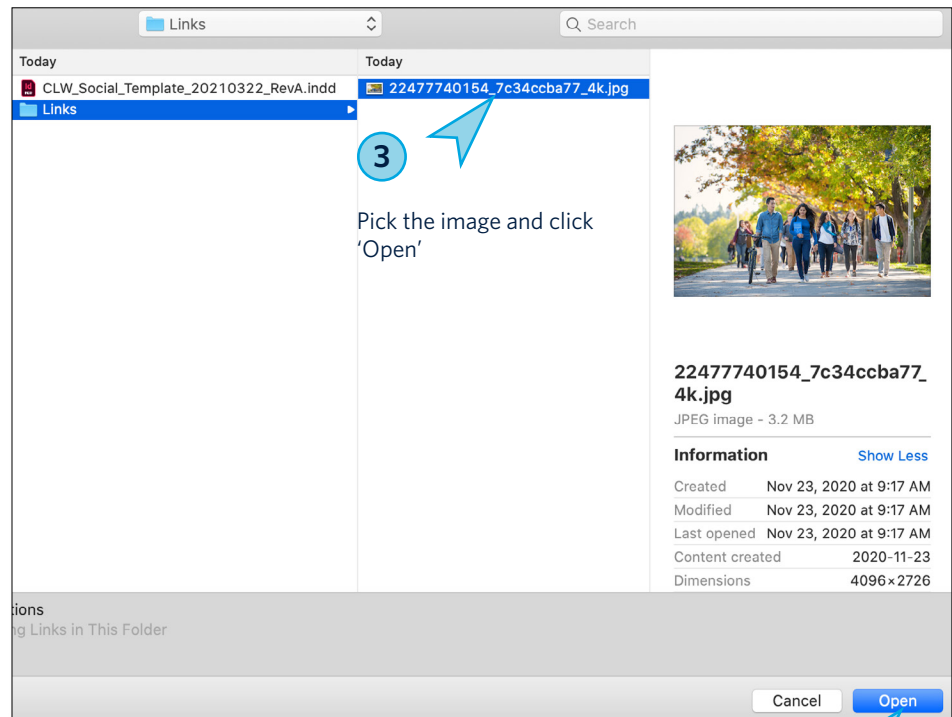 Links
Search
Today
Today
CLW_Social_Template_20210322_RevA.indd
Links
22477740154_7c34ccba77_4k.jpg
3
Pick the image and click
‘Open’
22477740154_7c34ccba77_
4k.jpg
JPEG image - 3.2 MB
Information Show Less
Created Nov 23, 2020 at 9:17 AM
Modified Nov 23, 2020 at 9:17 AM
Last opened Nov 23, 2020 at 9:17 AM
Content created 2020-11-23
Dimensions 4096×2726
tions
ng Links in This Folder
Cancel Open